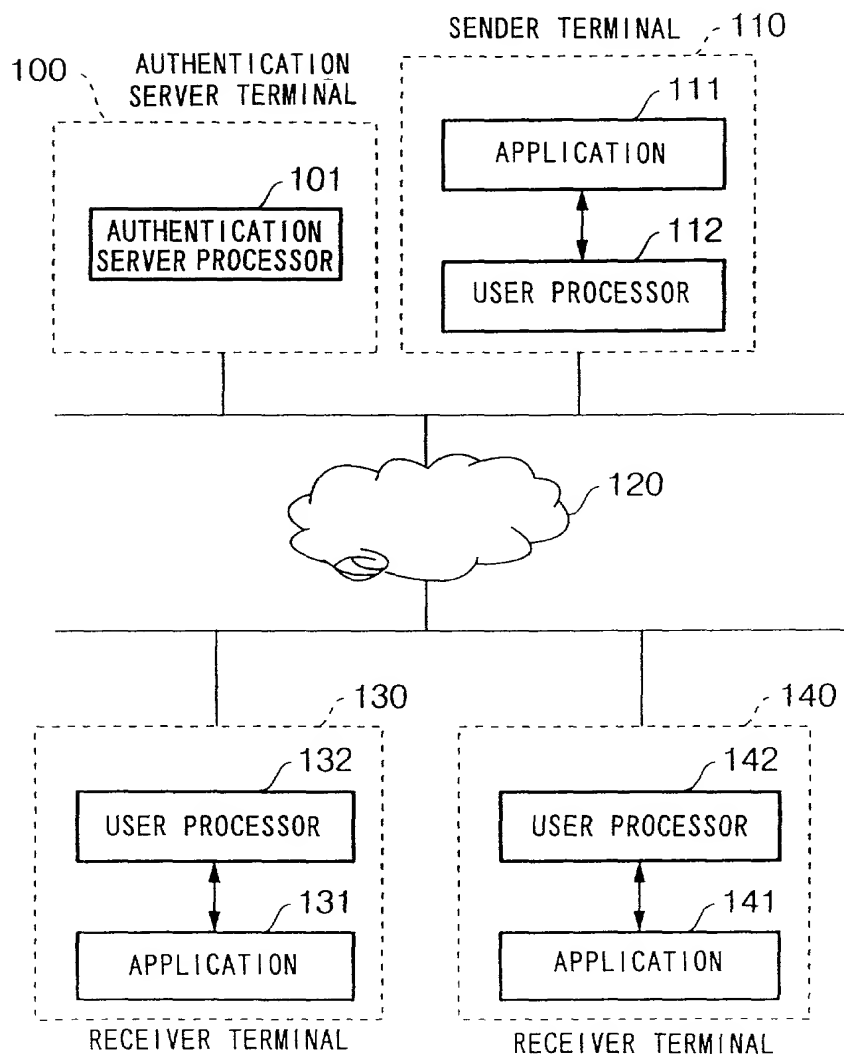 SENDER TERMINAL
110
100
AUTHENTICATION
SERVER TERMINAL
111
APPLICATION
101
AUTHENTICATION
SERVER PROCESSOR
112
USER PROCESSOR
120
130
140
132
USER PROCESSOR
142
USER PROCESSOR
131
APPLICATION
141
APPLICATION
RECEIVER TERMINAL
RECEIVER TERMINAL